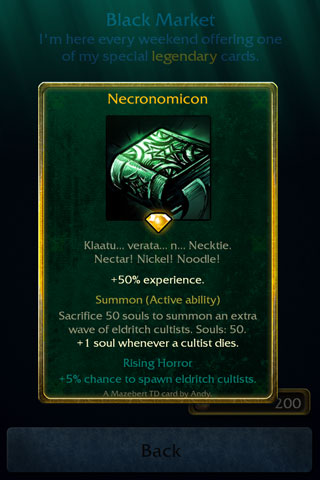 Black Market
I'm here every weekend offering one
of my special legendary cards.
Necronomicon
Klaatu... verata... n... Necktie.
Nectar! Nickel! Noodle!
+50% experience.
Summon (Active ability)
Sacrifice 50 souls to summon an extra
wave of eldritch cultists. Souls: 50.
+1 soul whenever a cultist dies.
Rising Horror
+5% chance to spawn eldritch cultists.
A Mazebert TD card by Andy.
200
Back